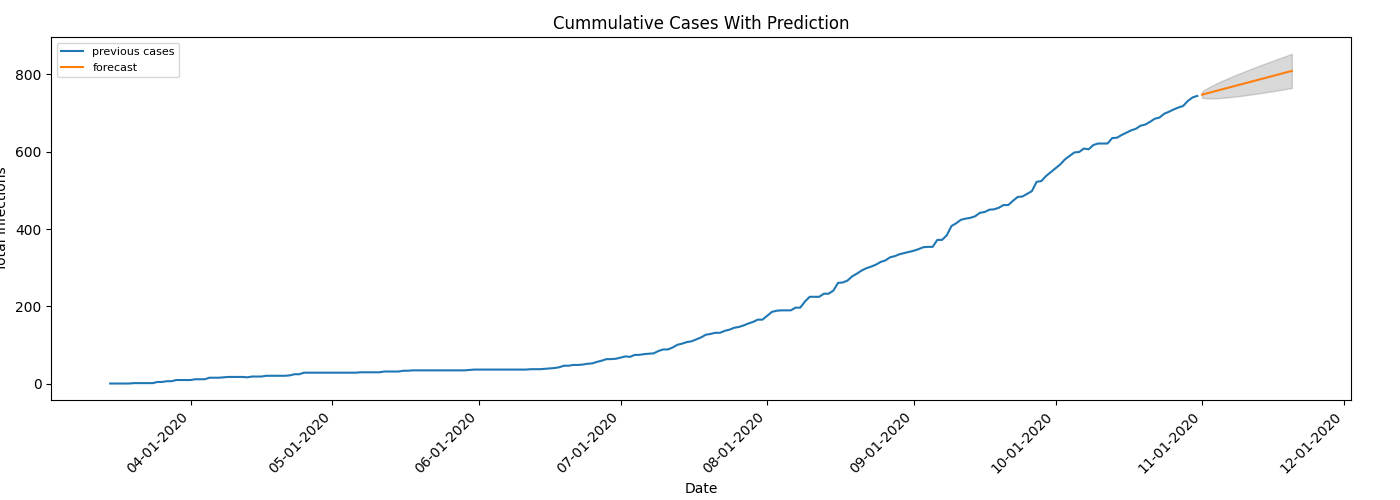 Cummulative Cases With Prediction
previous cases
forecast
800
600
400
200
0
Total Infections
04-01-2020
05-01-2020
06-01-2020
07-01-2020
08-01-2020
09-01-2020
10-01-2020
11-01-2020
12-01-2020
Date